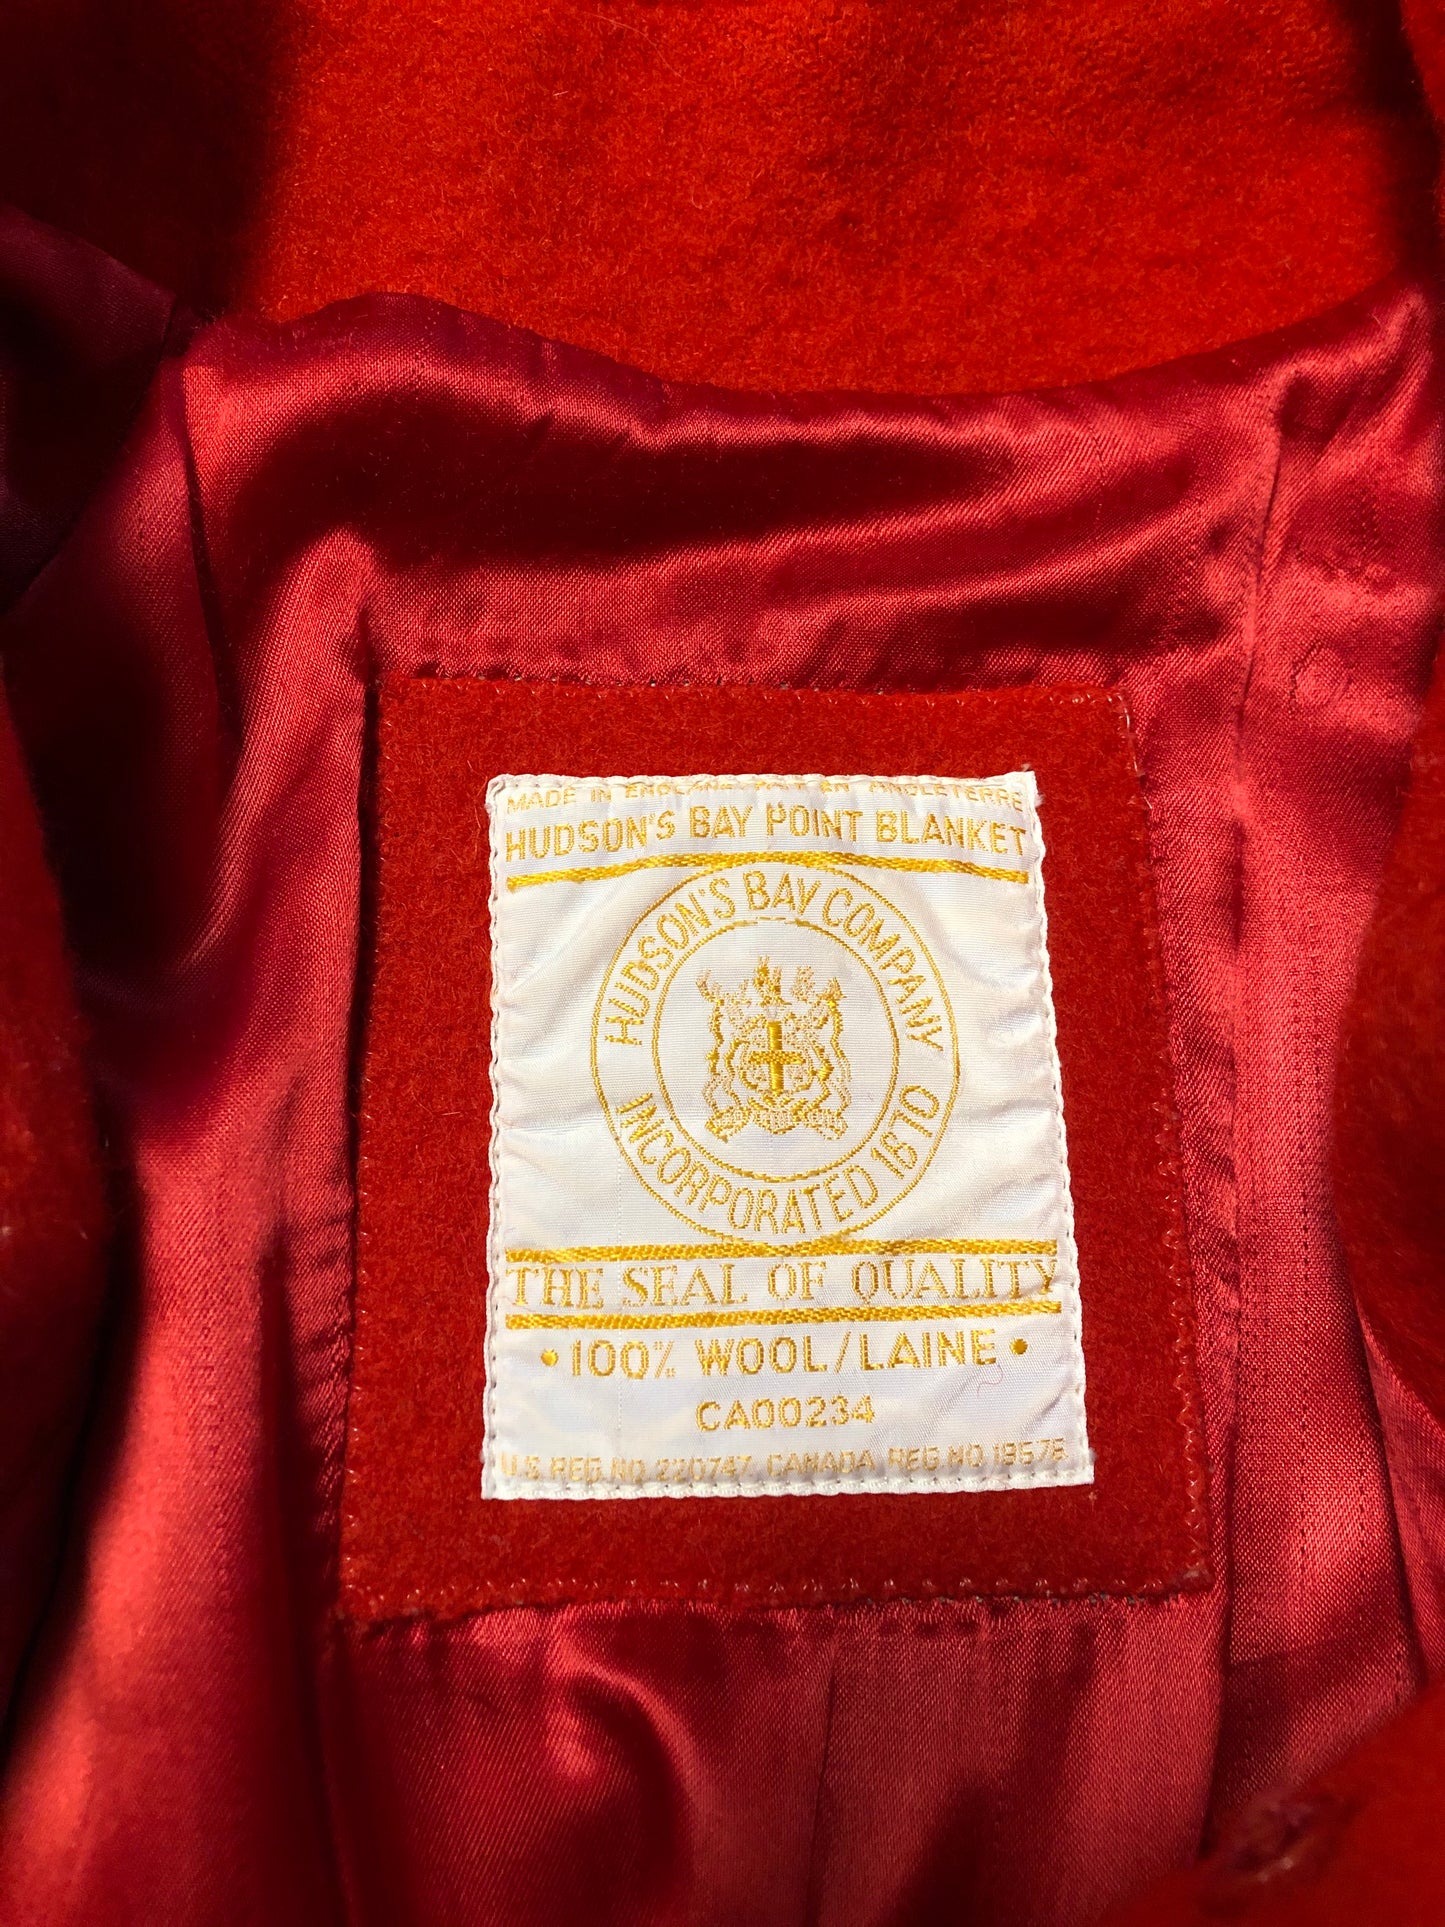 MADE IN ENGLAND/FAIT EN ANGLETERRE
HUDSON'S BAY POINT BLANKET
HUDSON'S BAY COMPANY
INCORPORATED 1670
THE SEAL OF QUALITY
• 100% WOOL/LAINE •
CA00234
U.S. REG. NO. 220747. CANADA REG. NO.